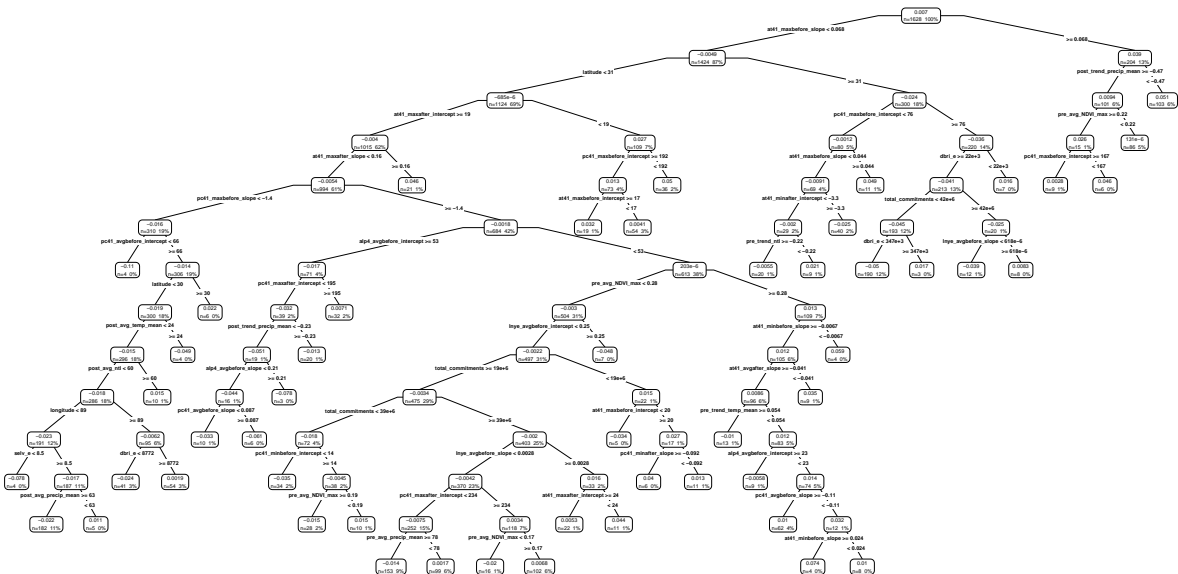 0.007
n=1628 100%
at41_maxbefore_slope < 0.068
>= 0.068
−0.0049
n=1424 87%
0.039
n=204 13%
latitude < 31
>= 31
post_trend_precip_mean >= −0.47
< −0.47
−685e−6
n=1124 69%
−0.024
n=300 18%
0.0094
n=101 6%
0.051
n=103 6%
at41_maxafter_intercept >= 19
< 19
pc41_maxbefore_intercept < 76
>= 76
pre_avg_NDVI_max >= 0.22
< 0.22
−0.004
n=1015 62%
0.027
n=109 7%
−0.0012
n=80 5%
−0.036
n=220 14%
0.026
n=15 1%
131e−6
n=86 5%
at41_maxafter_slope < 0.16
>= 0.16
pc41_maxbefore_intercept >= 192
< 192
at41_maxbefore_slope < 0.044
>= 0.044
dbri_e >= 22e+3
< 22e+3
pc41_maxbefore_intercept >= 167
< 167
−0.0054
n=994 61%
0.046
n=21 1%
0.013
n=73 4%
0.05
n=36 2%
−0.0091
n=69 4%
0.049
n=11 1%
−0.041
n=213 13%
0.016
n=7 0%
0.0028
n=9 1%
0.046
n=6 0%
pc41_maxbefore_slope < −1.4
>= −1.4
at41_maxbefore_intercept >= 17
< 17
at41_minafter_intercept < −3.3
>= −3.3
total_commitments < 42e+6
>= 42e+6
−0.016
n=310 19%
−0.0018
n=684 42%
0.032
n=19 1%
0.0041
n=54 3%
−0.002
n=29 2%
−0.025
n=40 2%
−0.045
n=193 12%
−0.025
n=20 1%
pc41_avgbefore_intercept < 66
>= 66
alp4_avgbefore_intercept >= 53
< 53
pre_trend_ntl >= −0.22
< −0.22
dbri_e < 347e+3
>= 347e+3
lnye_avgbefore_slope < 618e−6
>= 618e−6
−0.11
n=4 0%
−0.014
n=306 19%
−0.017
n=71 4%
203e−6
n=613 38%
−0.0055
n=20 1%
0.021
n=9 1%
−0.05
n=190 12%
0.017
n=3 0%
−0.039
n=12 1%
0.0083
n=8 0%
latitude < 30
>= 30
pc41_maxafter_intercept < 195
>= 195
pre_avg_NDVI_max < 0.28
>= 0.28
−0.019
n=300 18%
0.022
n=6 0%
−0.032
n=39 2%
0.0071
n=32 2%
−0.003
n=504 31%
0.013
n=109 7%
post_avg_temp_mean < 24
>= 24
post_trend_precip_mean < −0.23
>= −0.23
lnye_avgbefore_intercept < 0.25
>= 0.25
at41_minbefore_slope >= −0.0067
< −0.0067
−0.015
n=296 18%
−0.049
n=4 0%
−0.051
n=19 1%
−0.013
n=20 1%
−0.0022
n=497 31%
−0.048
n=7 0%
0.012
n=105 6%
0.059
n=4 0%
post_avg_ntl < 60
>= 60
alp4_avgbefore_slope < 0.21
>= 0.21
total_commitments >= 19e+6
< 19e+6
at41_avgafter_slope >= −0.041
< −0.041
−0.018
n=286 18%
0.015
n=10 1%
−0.044
n=16 1%
−0.078
n=3 0%
−0.0034
n=475 29%
0.015
n=22 1%
0.0086
n=96 6%
0.035
n=9 1%
longitude < 89
>= 89
pc41_avgbefore_slope < 0.087
>= 0.087
total_commitments < 39e+6
>= 39e+6
at41_maxbefore_intercept < 20
>= 20
pre_trend_temp_mean >= 0.054
< 0.054
−0.023
n=191 12%
−0.0062
n=95 6%
−0.033
n=10 1%
−0.061
n=6 0%
−0.018
n=72 4%
−0.002
n=403 25%
−0.034
n=5 0%
0.027
n=17 1%
−0.01
n=13 1%
0.012
n=83 5%
selv_e < 8.5
>= 8.5
dbri_e < 8772
>= 8772
pc41_minbefore_intercept < 14
>= 14
lnye_avgbefore_slope < 0.0028
>= 0.0028
pc41_minafter_slope >= −0.092
< −0.092
alp4_avgbefore_intercept >= 23
< 23
−0.078
n=4 0%
−0.017
n=187 11%
−0.024
n=41 3%
0.0019
n=54 3%
−0.035
n=34 2%
−0.0045
n=38 2%
−0.0042
n=370 23%
0.016
n=33 2%
0.04
n=6 0%
0.013
n=11 1%
−0.0058
n=9 1%
0.014
n=74 5%
post_avg_precip_mean >= 63
< 63
pre_avg_NDVI_max >= 0.19
< 0.19
pc41_maxafter_intercept < 234
>= 234
at41_maxafter_intercept >= 24
< 24
pc41_avgbefore_slope >= −0.11
< −0.11
−0.022
n=182 11%
0.011
n=5 0%
−0.015
n=28 2%
0.015
n=10 1%
−0.0075
n=252 15%
0.0034
n=118 7%
0.0053
n=22 1%
0.044
n=11 1%
0.01
n=62 4%
0.032
n=12 1%
pre_avg_precip_mean >= 78
< 78
pre_avg_NDVI_max < 0.17
>= 0.17
at41_minbefore_slope >= 0.024
< 0.024
−0.014
n=153 9%
0.0017
n=99 6%
−0.02
n=16 1%
0.0068
n=102 6%
0.074
n=4 0%
0.01
n=8 0%